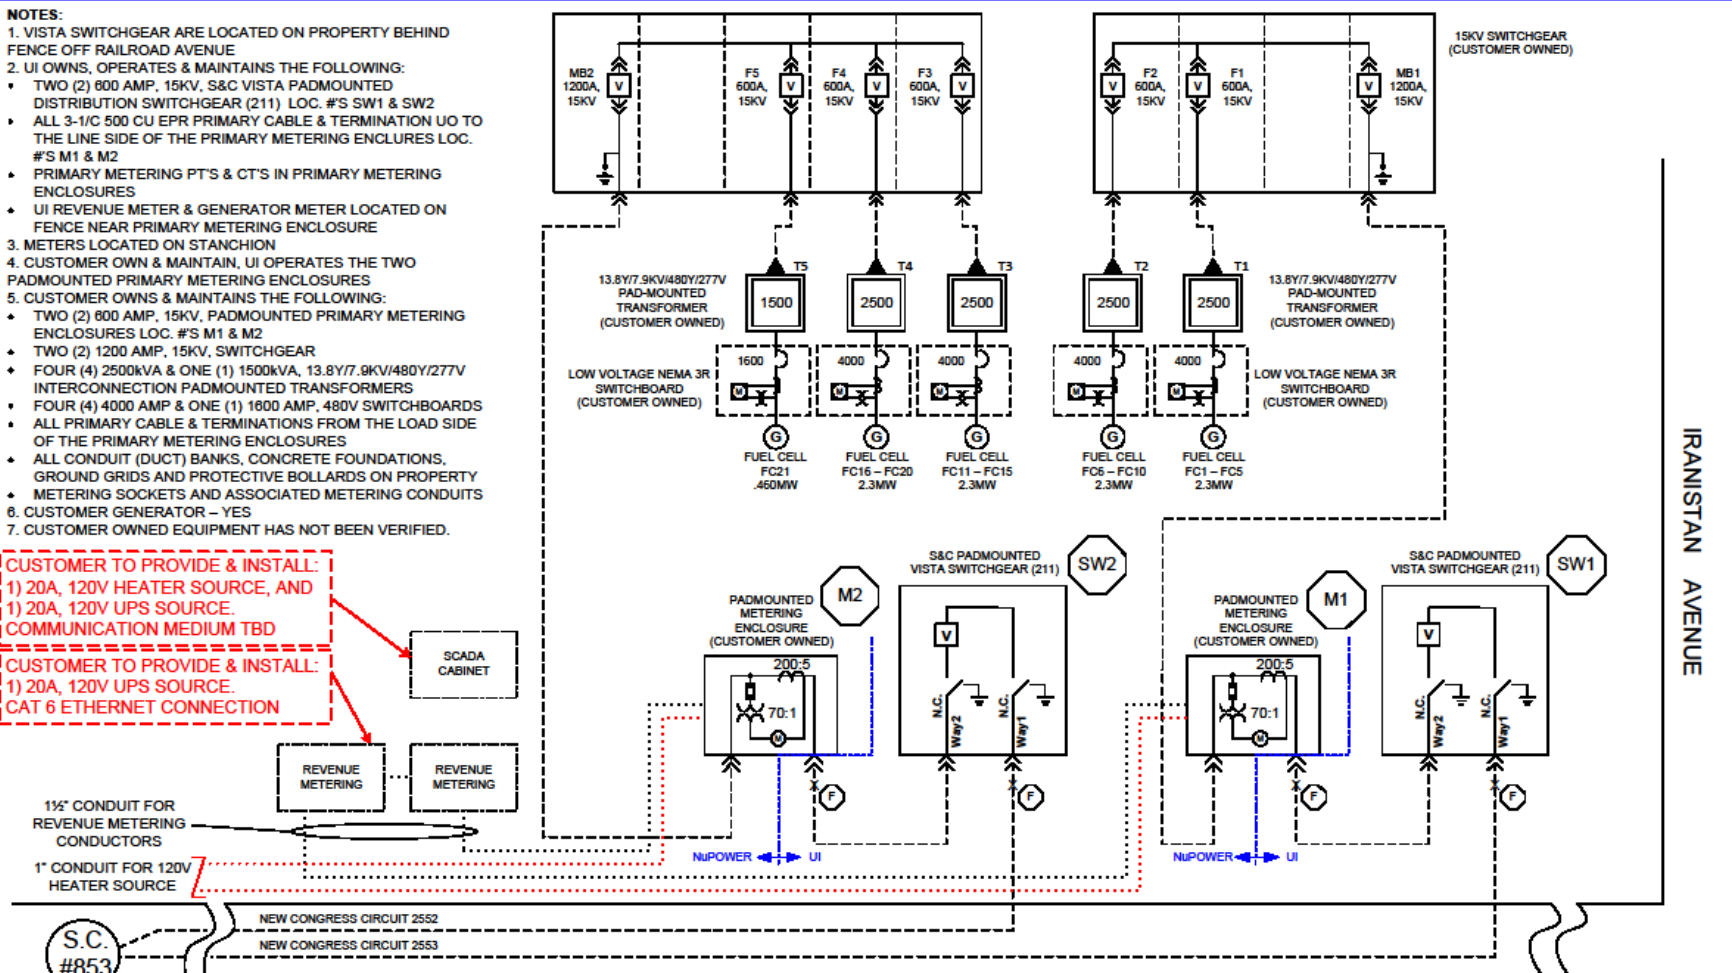 NOTES:
1. VISTA SWITCHGEAR ARE LOCATED ON PROPERTY BEHIND
FENCE OFF RAILROAD AVENUE
2. UI OWNS, OPERATES & MAINTAINS THE FOLLOWING:
• TWO (2) 600 AMP, 15KV, S&C VISTA PADMOUNTED
DISTRIBUTION SWITCHGEAR (211) LOC. #'S SW1 & SW2
• ALL 3-1/C 500 CU EPR PRIMARY CABLE & TERMINATION UO TO
THE LINE SIDE OF THE PRIMARY METERING ENCLURES LOC.
#'S M1 & M2
• PRIMARY METERING PT'S & CT'S IN PRIMARY METERING
ENCLOSURES
• UI REVENUE METER & GENERATOR METER LOCATED ON
FENCE NEAR PRIMARY METERING ENCLOSURE
3. METERS LOCATED ON STANCHION
4. CUSTOMER OWN & MAINTAIN, UI OPERATES THE TWO
PADMOUNTED PRIMARY METERING ENCLOSURES
5. CUSTOMER OWNS & MAINTAINS THE FOLLOWING:
• TWO (2) 600 AMP, 15KV, PADMOUNTED PRIMARY METERING
ENCLOSURES LOC. #'S M1 & M2
• TWO (2) 1200 AMP, 15KV, SWITCHGEAR
• FOUR (4) 2500kVA & ONE (1) 1500kVA, 13.8Y/7.9KV/480Y/277V
INTERCONNECTION PADMOUNTED TRANSFORMERS
• FOUR (4) 4000 AMP & ONE (1) 1600 AMP, 480V SWITCHBOARDS
• ALL PRIMARY CABLE & TERMINATIONS FROM THE LOAD SIDE
OF THE PRIMARY METERING ENCLOSURES
• ALL CONDUIT (DUCT) BANKS, CONCRETE FOUNDATIONS,
GROUND GRIDS AND PROTECTIVE BOLLARDS ON PROPERTY
• METERING SOCKETS AND ASSOCIATED METERING CONDUITS
6. CUSTOMER GENERATOR – YES
7. CUSTOMER OWNED EQUIPMENT HAS NOT BEEN VERIFIED.
CUSTOMER TO PROVIDE & INSTALL:
1) 20A, 120V HEATER SOURCE, AND
1) 20A, 120V UPS SOURCE.
COMMUNICATION MEDIUM TBD
CUSTOMER TO PROVIDE & INSTALL:
1) 20A, 120V UPS SOURCE.
CAT 6 ETHERNET CONNECTION
SCADA
CABINET
REVENUE
METERING
REVENUE
METERING
1½" CONDUIT FOR
REVENUE METERING
CONDUCTORS
1" CONDUIT FOR 120V
HEATER SOURCE
MB2
1200A,
15KV
V
F5
600A,
15KV
V
F4
600A,
15KV
V
F3
600A,
15KV
V
V
F2
600A,
15KV
V
F1
600A,
15KV
V
MB1
1200A,
15KV
15KV SWITCHGEAR
(CUSTOMER OWNED)
13.8Y/7.9KV/480Y/277V
PAD-MOUNTED
TRANSFORMER
(CUSTOMER OWNED)
T5
1500
T4
2500
T3
2500
T2
2500
T1
2500
13.8Y/7.9KV/480Y/277V
PAD-MOUNTED
TRANSFORMER
(CUSTOMER OWNED)
LOW VOLTAGE NEMA 3R
SWITCHBOARD
(CUSTOMER OWNED)
1600
M
4000
M
4000
M
4000
M
4000
M
LOW VOLTAGE NEMA 3R
SWITCHBOARD
(CUSTOMER OWNED)
G
FUEL CELL
FC21
.460MW
G
FUEL CELL
FC16 – FC20
2.3MW
G
FUEL CELL
FC11 – FC15
2.3MW
G
FUEL CELL
FC6 – FC10
2.3MW
G
FUEL CELL
FC1 – FC5
2.3MW
PADMOUNTED
METERING
ENCLOSURE
(CUSTOMER OWNED)
M2
200:5
70:1
M
S&C PADMOUNTED
VISTA SWITCHGEAR (211)
SW2
V
N.C.
Way2
N.C.
Way1
F
F
NuPOWER
UI
PADMOUNTED
METERING
ENCLOSURE
(CUSTOMER OWNED)
M1
200:5
70:1
M
S&C PADMOUNTED
VISTA SWITCHGEAR (211)
SW1
V
N.C.
Way2
N.C.
Way1
F
F
NuPOWER
UI
IRANISTAN AVENUE
NEW CONGRESS CIRCUIT 2552
NEW CONGRESS CIRCUIT 2553
S.C.
#853